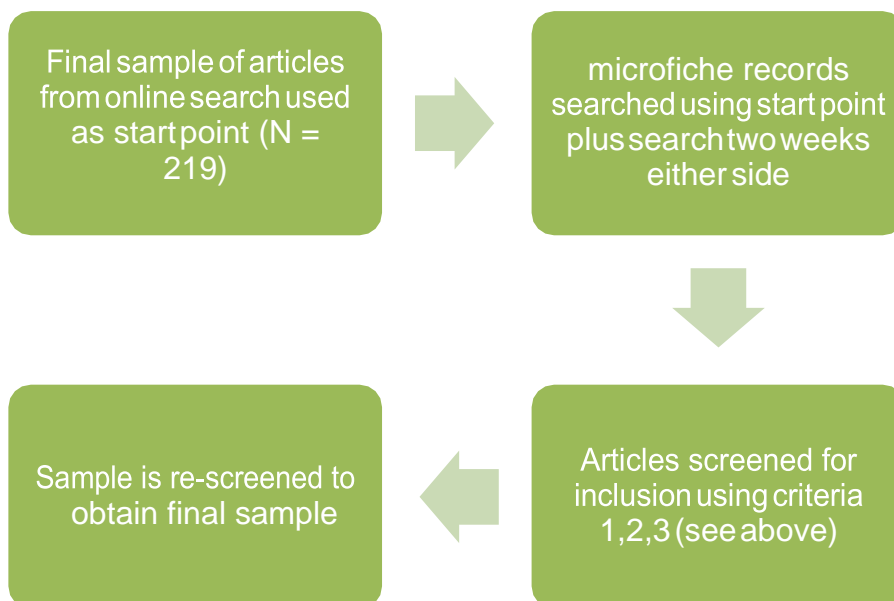 Final sample of articles
from online search used
as start point (N =
219)
microfiche records
searched using start point
plus search two weeks
either side
Articles screened for
inclusion using criteria
1,2,3 (see above)
Sample is re-screened to
obtain final sample